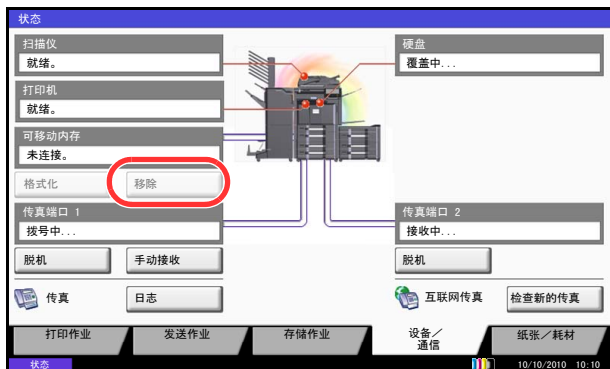 状态
扫描仪
就绪。
打印机
就绪。
可移动内存
未连接。
格式化 移除
传真端口 1
拨号中...
脱机 手动接收
传真 日志
硬盘
覆盖中...
传真端口 2
接收中...
脱机
互联网传真 检查新的传真
打印作业 发送作业 存储作业 设备／通信 纸张／耗材
状态 10/10/2010 10:10